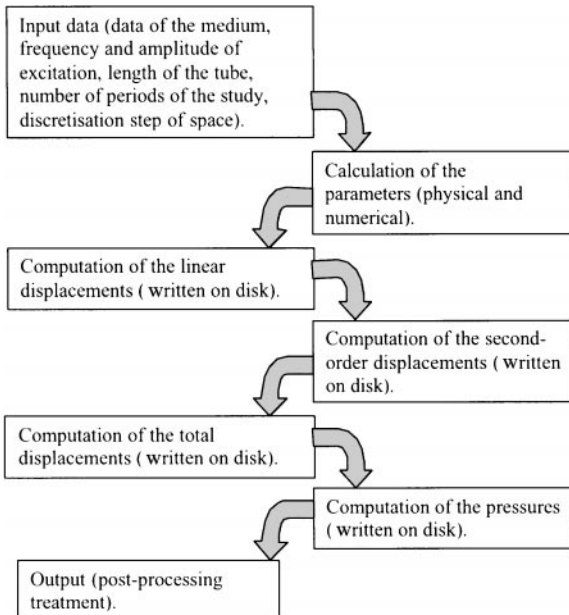 Input data (data of the medium,
frequency and amplitude of
excitation, length of the tube,
number of periods of the study,
discretisation step of space).
Calculation of the
parameters (physical and
numerical).
Computation of the linear
displacements ( written on disk).
Computation of the second-
order displacements ( written
on disk).
Computation of the total
displacements ( written on disk).
Computation of the pressures
( written on disk).
Output (post-processing
treatment).